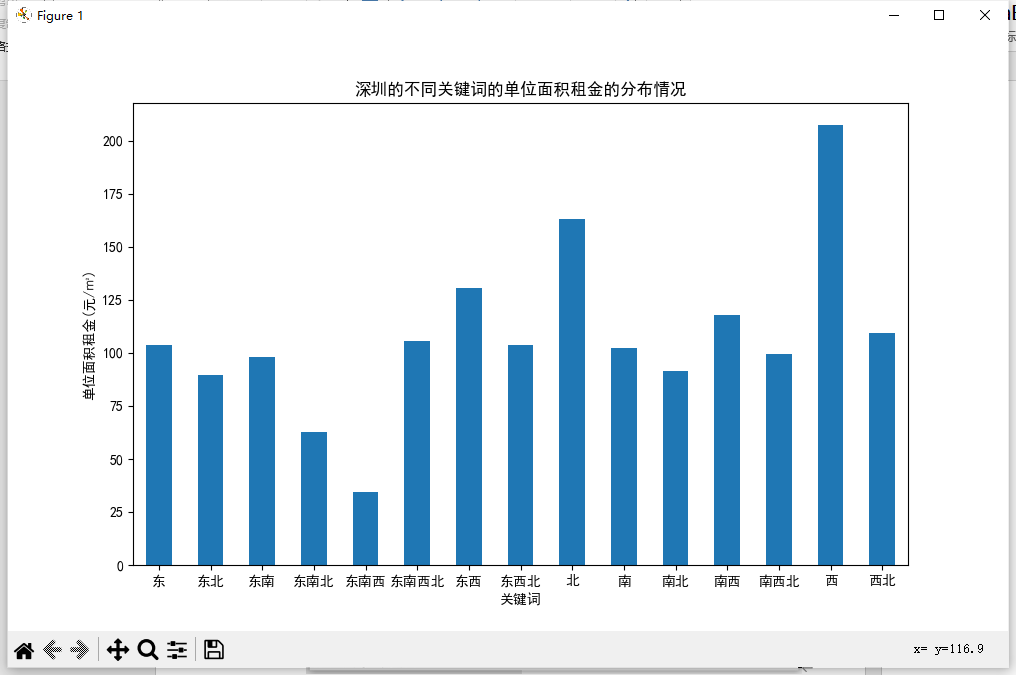 Figure 1
深圳的不同关键词的单位面积租金的分布情况
单位面积租金(元/㎡)
200
175
150
125
100
75
50
25
0
东 东北 东南 东南北 东南西 东南西北 东西 东西北 北 南 南北 南西 南西北 西 西北
关键词
x= y=116.9